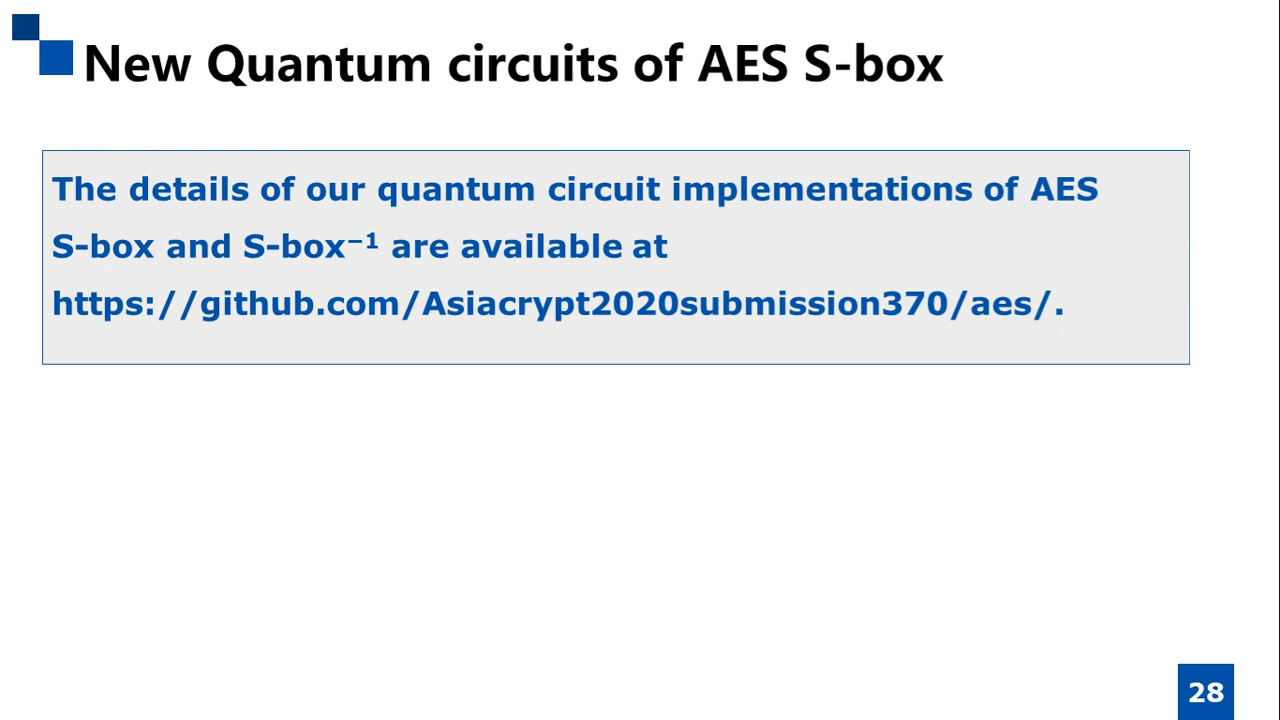 New Quantum circuits of AES S-box
The details of our quantum circuit implementations of AES
S-box and S-box⁻¹ are available at
https://github.com/Asiacrypt2020submission370/aes/.
28